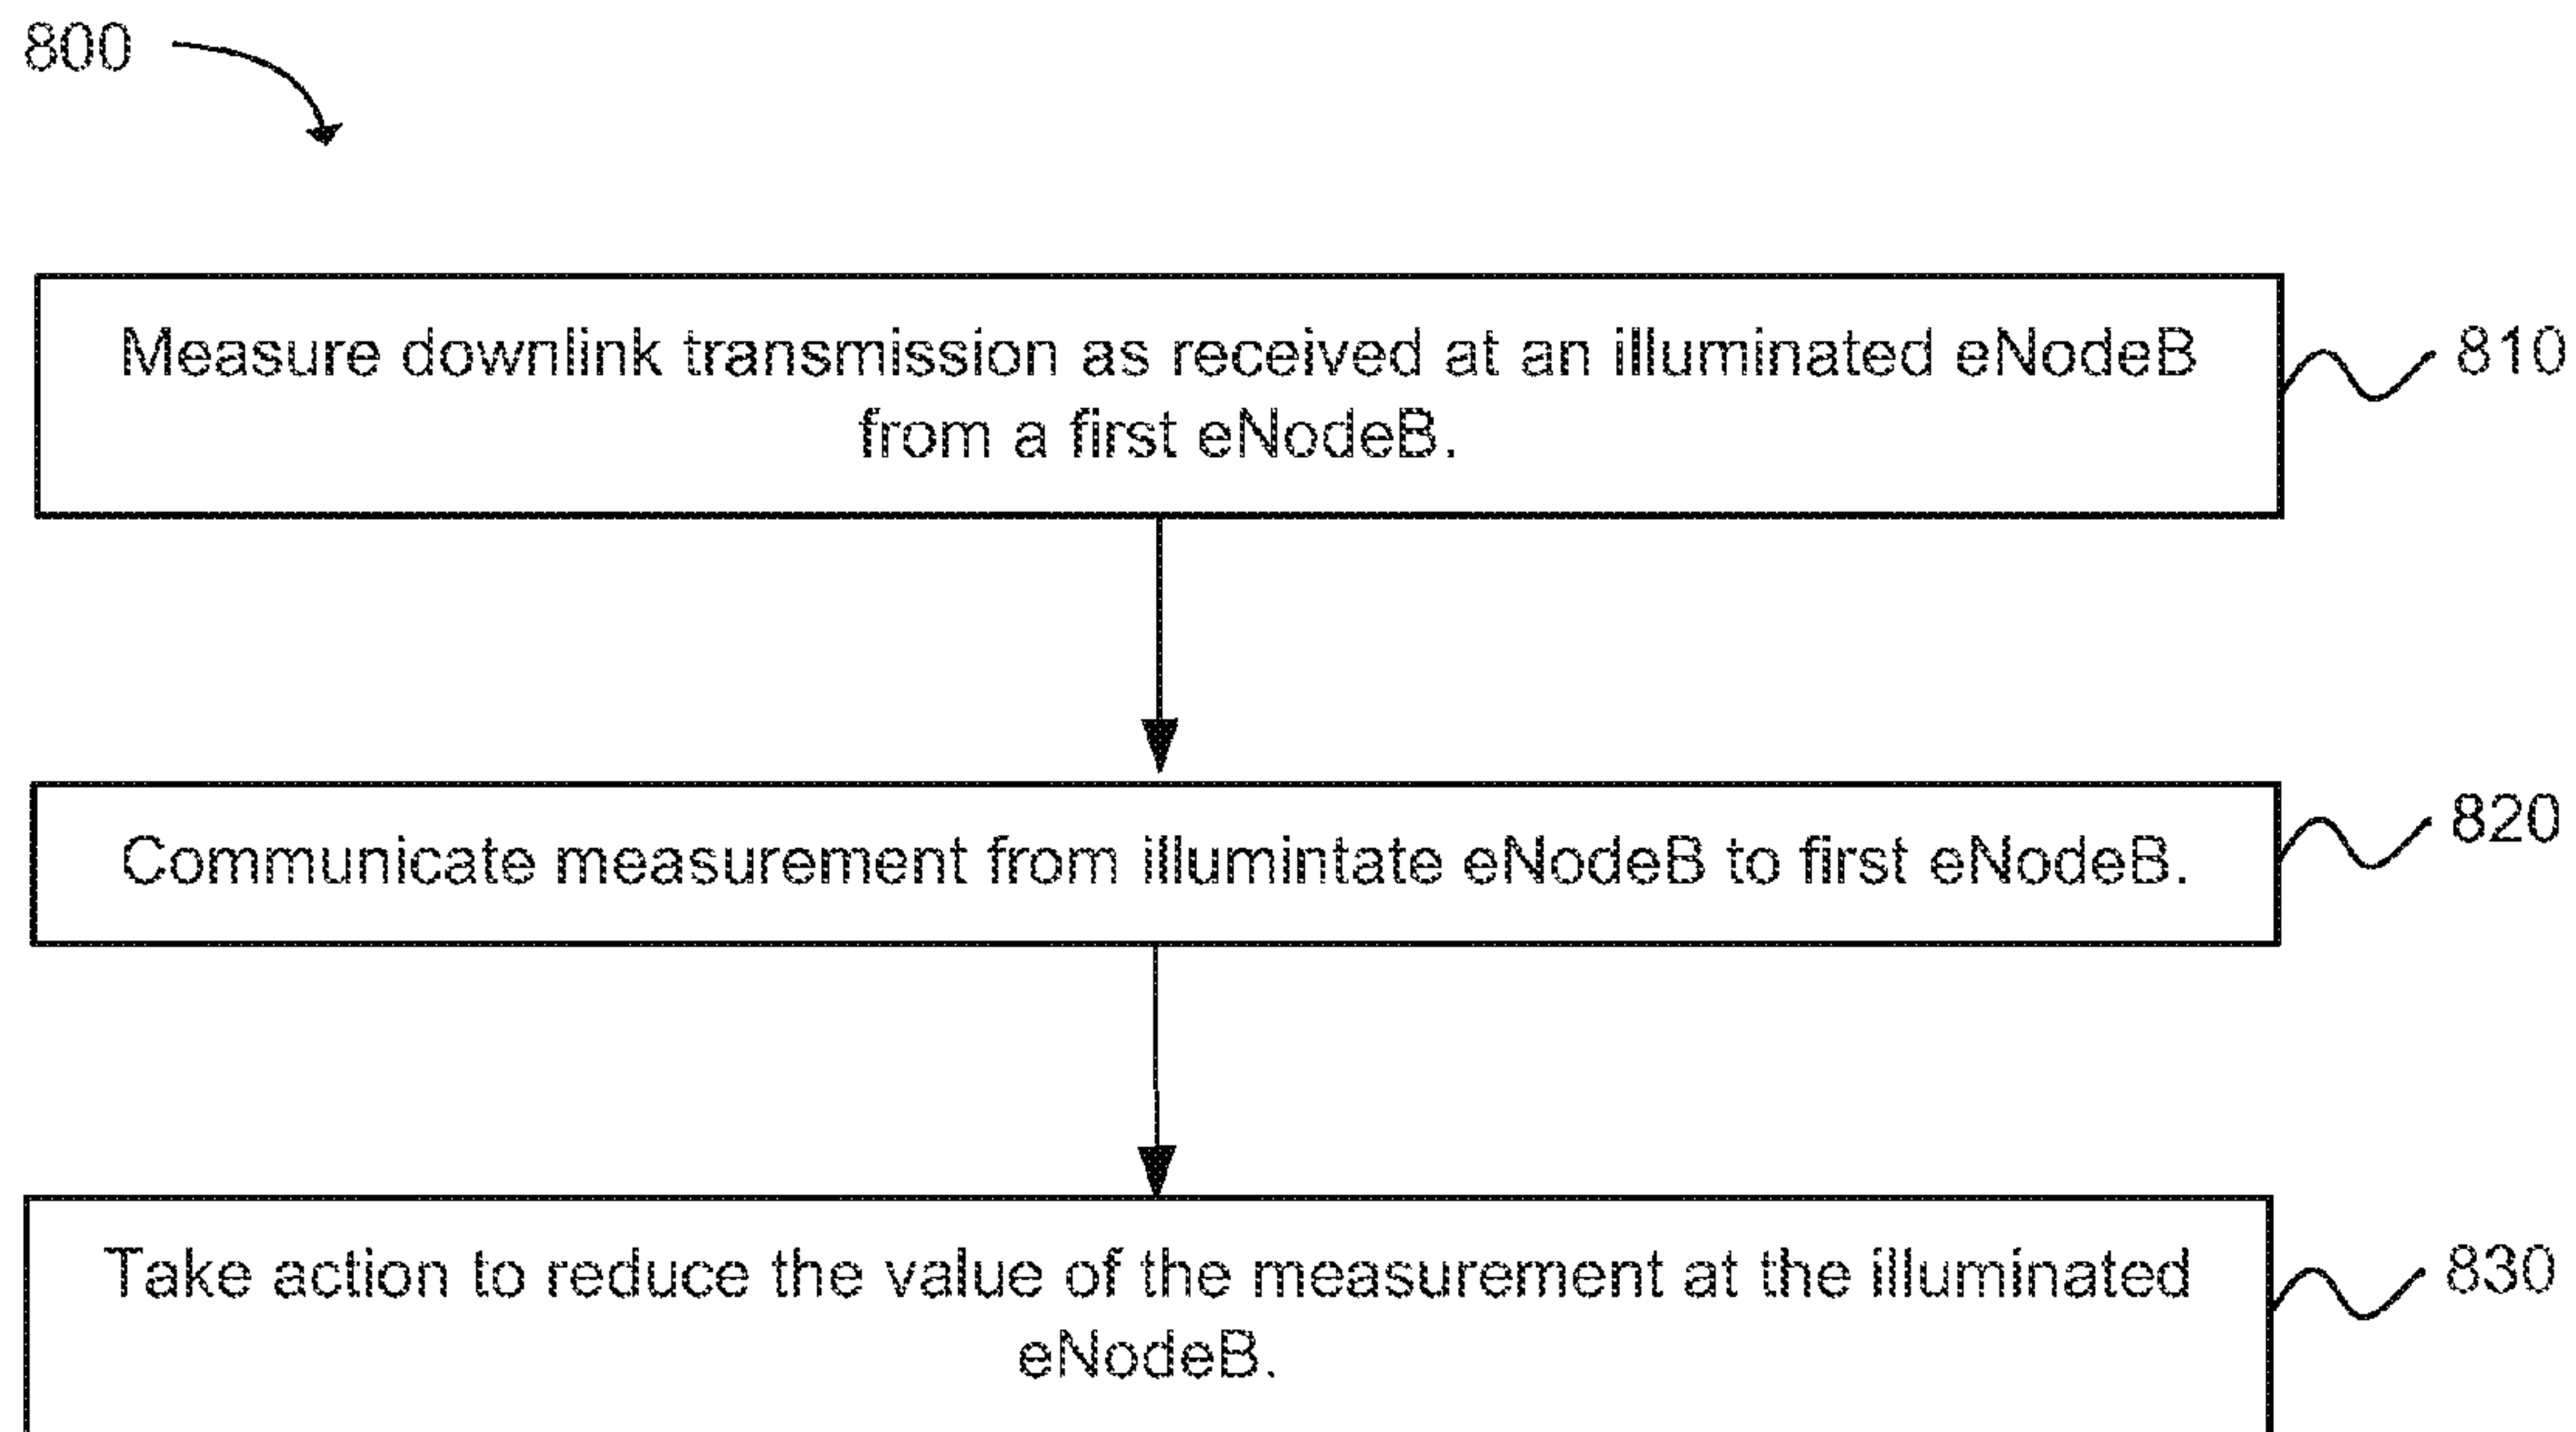 800
Measure downlink transmission as received at an illuminated eNodeB
from a first eNodeB.
810
Communicate measurement from illumintate eNodeB to first eNodeB.
820
Take action to reduce the value of the measurement at the illuminated
eNodeB.
830